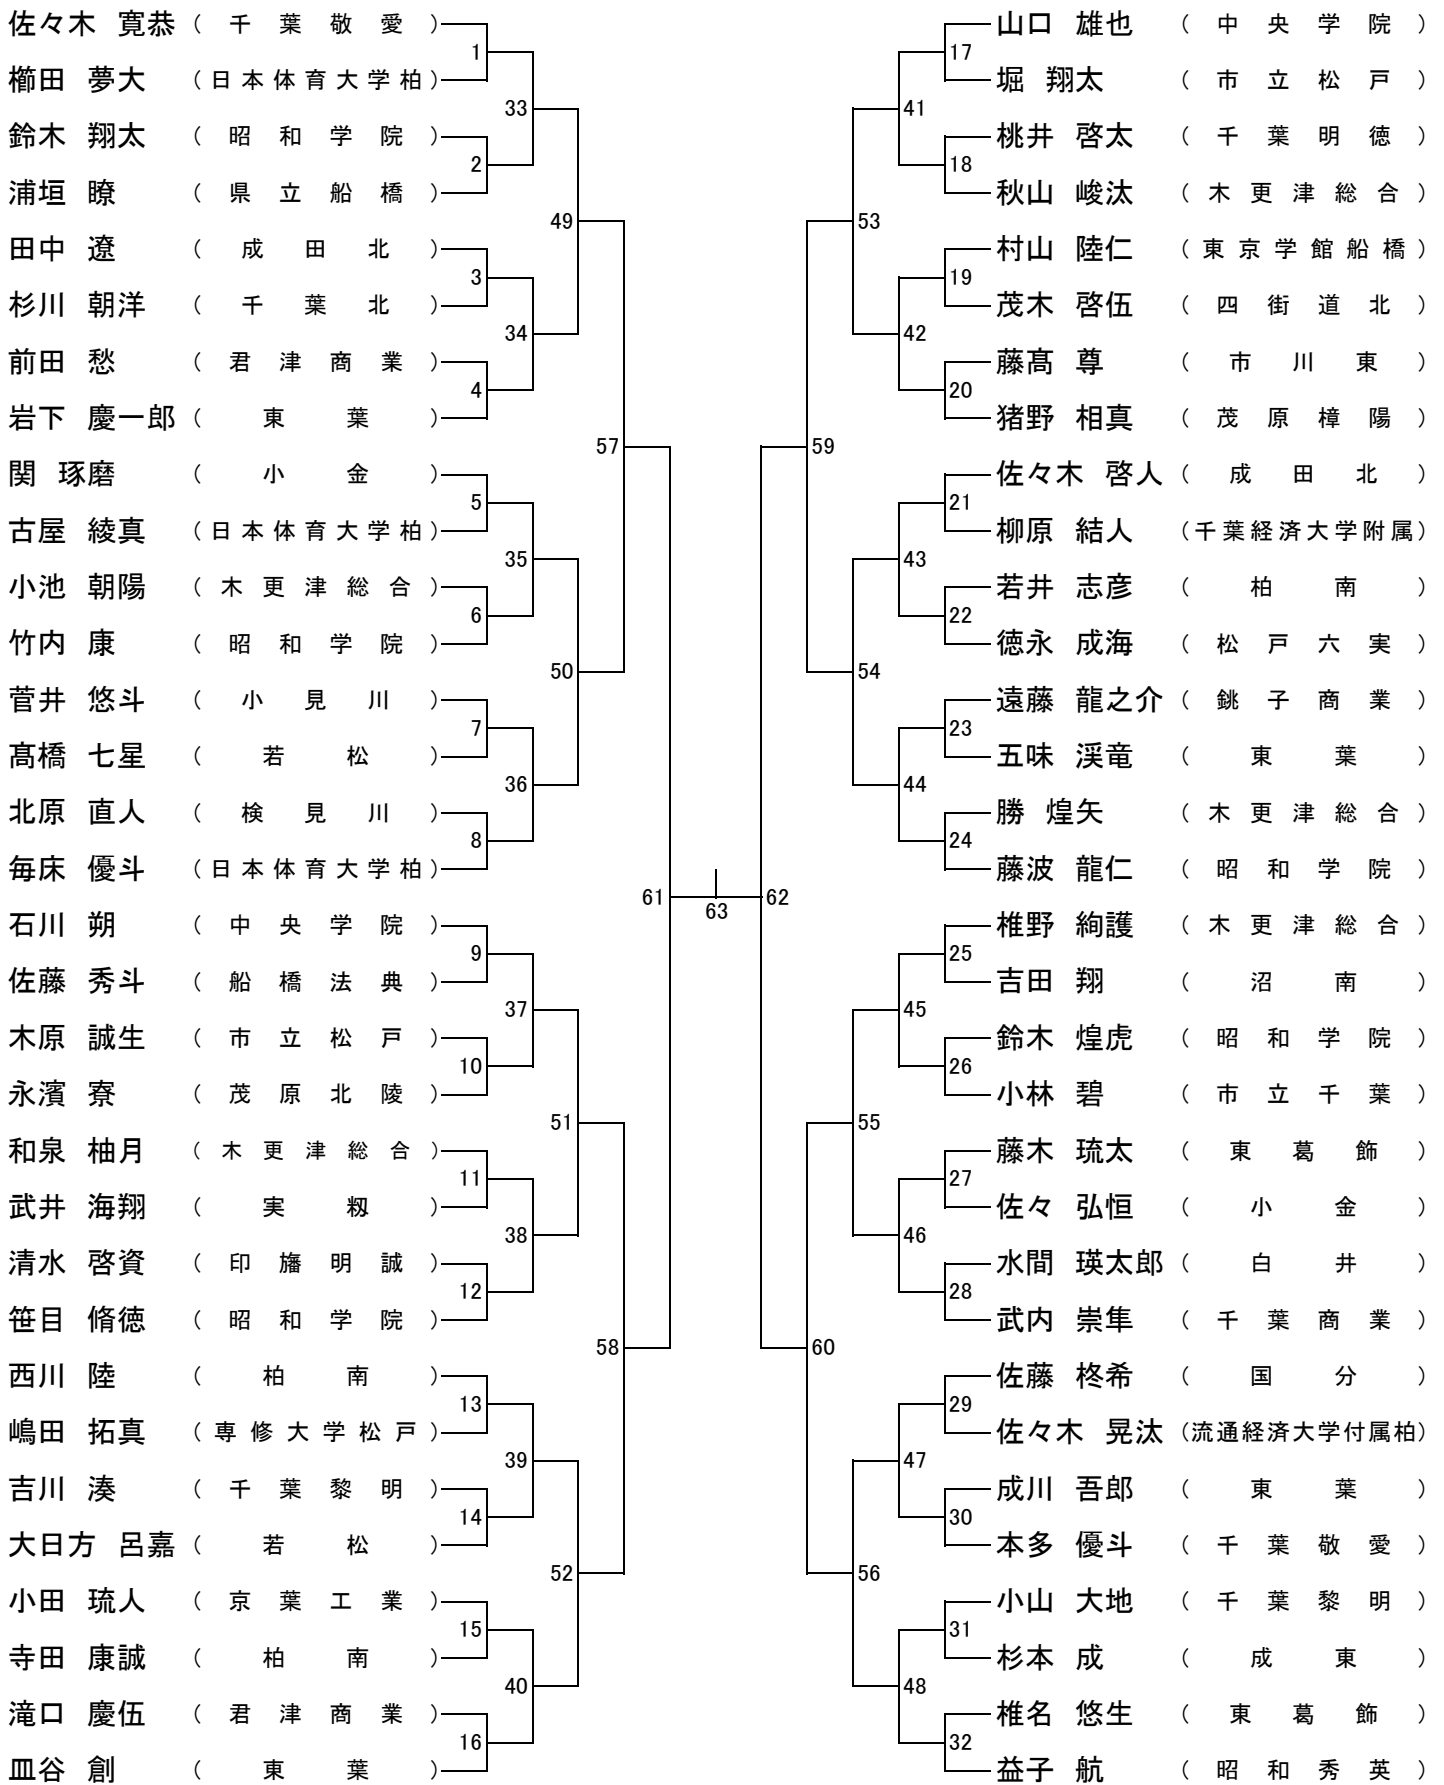 佐々木 寛恭 (千葉敬愛)
1
櫛田 夢大 (日本体育大学柏)
33
鈴木 翔太 (昭和学院)
2
浦垣 瞭 (県立船橋)
49
田中 遼 (成田北)
3
杉川 朝洋 (千葉北)
34
前田 愁 (君津商業)
4
岩下 慶一郎 (東葉)
57
関 琢磨 (小金)
5
古屋 綾真 (日本体育大学柏)
35
小池 朝陽 (木更津総合)
6
竹内 康 (昭和学院)
50
菅井 悠斗 (小見川)
7
髙橋 七星 (若松)
36
北原 直人 (検見川)
8
毎床 優斗 (日本体育大学柏)
61
石川 朔 (中央学院)
9
佐藤 秀斗 (船橋法典)
37
木原 誠生 (市立松戸)
10
永濱 寮 (茂原北陵)
51
和泉 柚月 (木更津総合)
11
武井 海翔 (実籾)
38
清水 啓資 (印旛明誠)
12
笹目 脩徳 (昭和学院)
58
西川 陸 (柏南)
13
嶋田 拓真 (専修大学松戸)
39
吉川 湊 (千葉黎明)
14
大日方 呂嘉 (若松)
52
小田 琉人 (京葉工業)
15
寺田 康誠 (柏南)
40
滝口 慶伍 (君津商業)
16
皿谷 創 (東葉)
63
山口 雄也 (中央学院)
17
堀 翔太 (市立松戸)
41
桃井 啓太 (千葉明徳)
18
秋山 峻汰 (木更津総合)
53
村山 陸仁 (東京学館船橋)
19
茂木 啓伍 (四街道北)
42
藤髙 尊 (市川東)
20
猪野 相真 (茂原樟陽)
59
佐々木 啓人 (成田北)
21
柳原 結人 (千葉経済大学附属)
43
若井 志彦 (柏南)
22
徳永 成海 (松戸六実)
54
遠藤 龍之介 (銚子商業)
23
五味 渓竜 (東葉)
44
勝 煌矢 (木更津総合)
24
藤波 龍仁 (昭和学院)
62
椎野 絢護 (木更津総合)
25
吉田 翔 (沼南)
45
鈴木 煌虎 (昭和学院)
26
小林 碧 (市立千葉)
55
藤木 琉太 (東葛飾)
27
佐々 弘恒 (小金)
46
水間 瑛太郎 (白井)
28
武内 崇隼 (千葉商業)
60
佐藤 柊希 (国分)
29
佐々木 晃汰 (流通経済大学付属柏)
47
成川 吾郎 (東葉)
30
本多 優斗 (千葉敬愛)
56
小山 大地 (千葉黎明)
31
杉本 成 (成東)
48
椎名 悠生 (東葛飾)
32
益子 航 (昭和秀英)